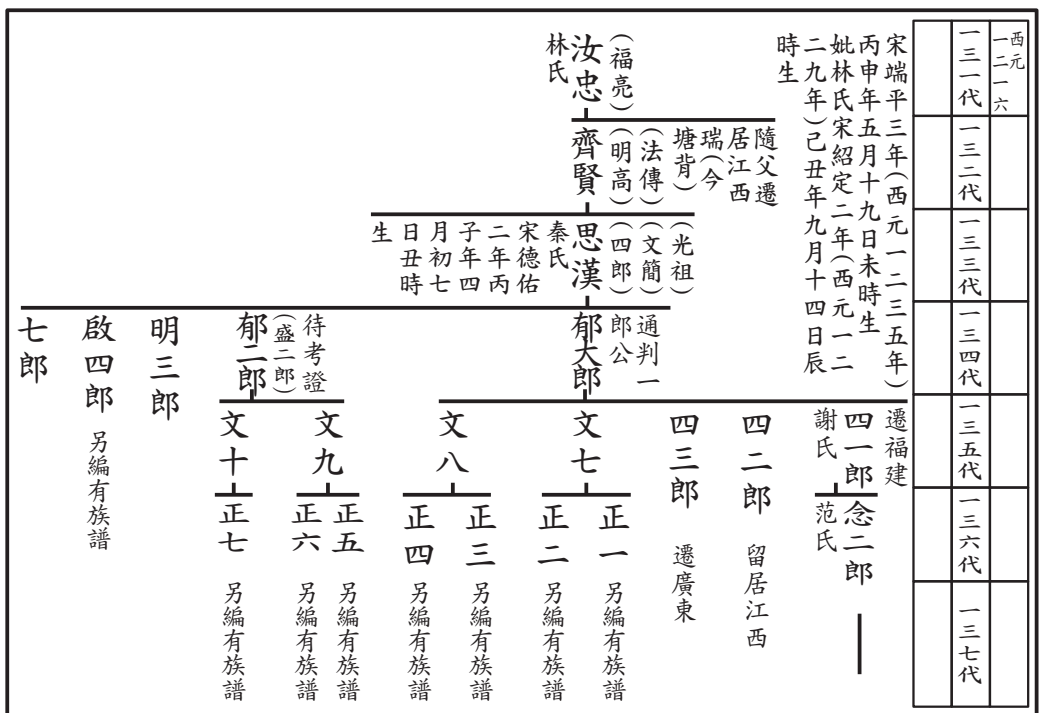 西元
一二一六
一三一代
一三二代
一三三代
一三四代
一三五代
一三六代
一三七代
宋端平三年(西元一二三五年)
丙申年五月十九日未時生
妣林氏宋紹定二年(西元一二
二九年)己丑年九月十四日辰
時生
(福亮)
汝忠
林氏
隨父遷
居江西
瑞(今
塘背)
(法傳)
(明高)
齊賢
(光祖)
(文簡)
(四郎)
思漢
秦氏
宋德佑
二年丙
子年四
月初七
日丑時
生
通判一
郎公
郁大郎
待考證
(盛二郎)
郁二郎
明三郎
啟四郎 另編有族譜
七郎
遷福建
四一郎
謝氏
四二郎 留居江西
四三郎 遷廣東
文七
文八
文九
文十
念二郎
范氏
正一 另編有族譜
正二 另編有族譜
正三 另編有族譜
正四 另編有族譜
正五 另編有族譜
正六 另編有族譜
正七 另編有族譜